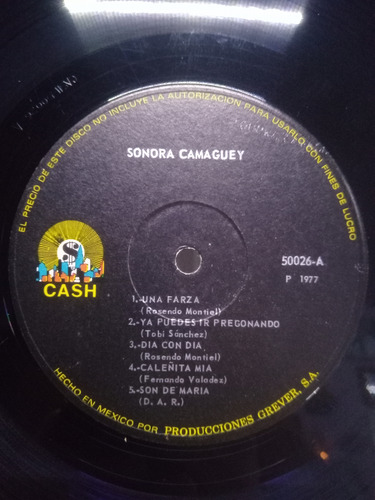 EL PRECIO DE ESTE DISCO NO INCLUYE LA AUTORIZACION PARA USARLO CON FINES DE LUCRO
SONORA CAMAGUEY
$
CASH
50026-A
P 1977
1.-UNA FARZA
(Rosendo Montiel)
2.-YA PUEDES IR PREGONANDO
(Tobi Sánchez)
3.-DIA CON DIA
(Rosendo Montiel)
4.-CALEÑITA MIA
(Fernando Valadez)
5.-SON DE MARIA
(D. A. R.)
HECHO EN MEXICO POR PRODUCCIONES GREVER, S.A.